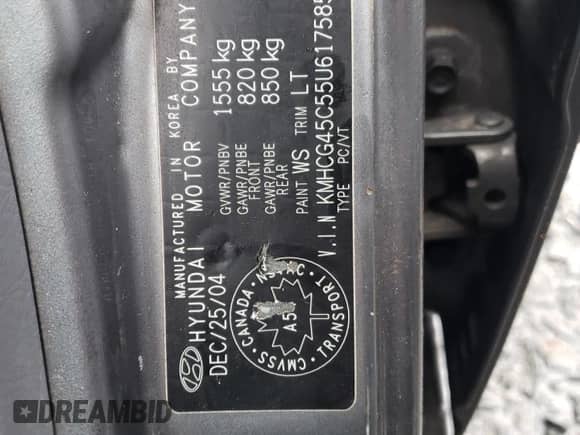 MANUFACTURED IN KOREA BY
HYUNDAI MOTOR COMPANY
DEC/25/04
GVWR/PNBV 1555 kg
GAWR/PNBE FRONT 820 kg
GAWR/PNBE REAR 850 kg
PAINT WS TRIM LT
V.I.N KMHCG45C55U61758
TYPE PC/VT
CMVSS • CANADA •
TRANSPORT
A5
DREAMBID